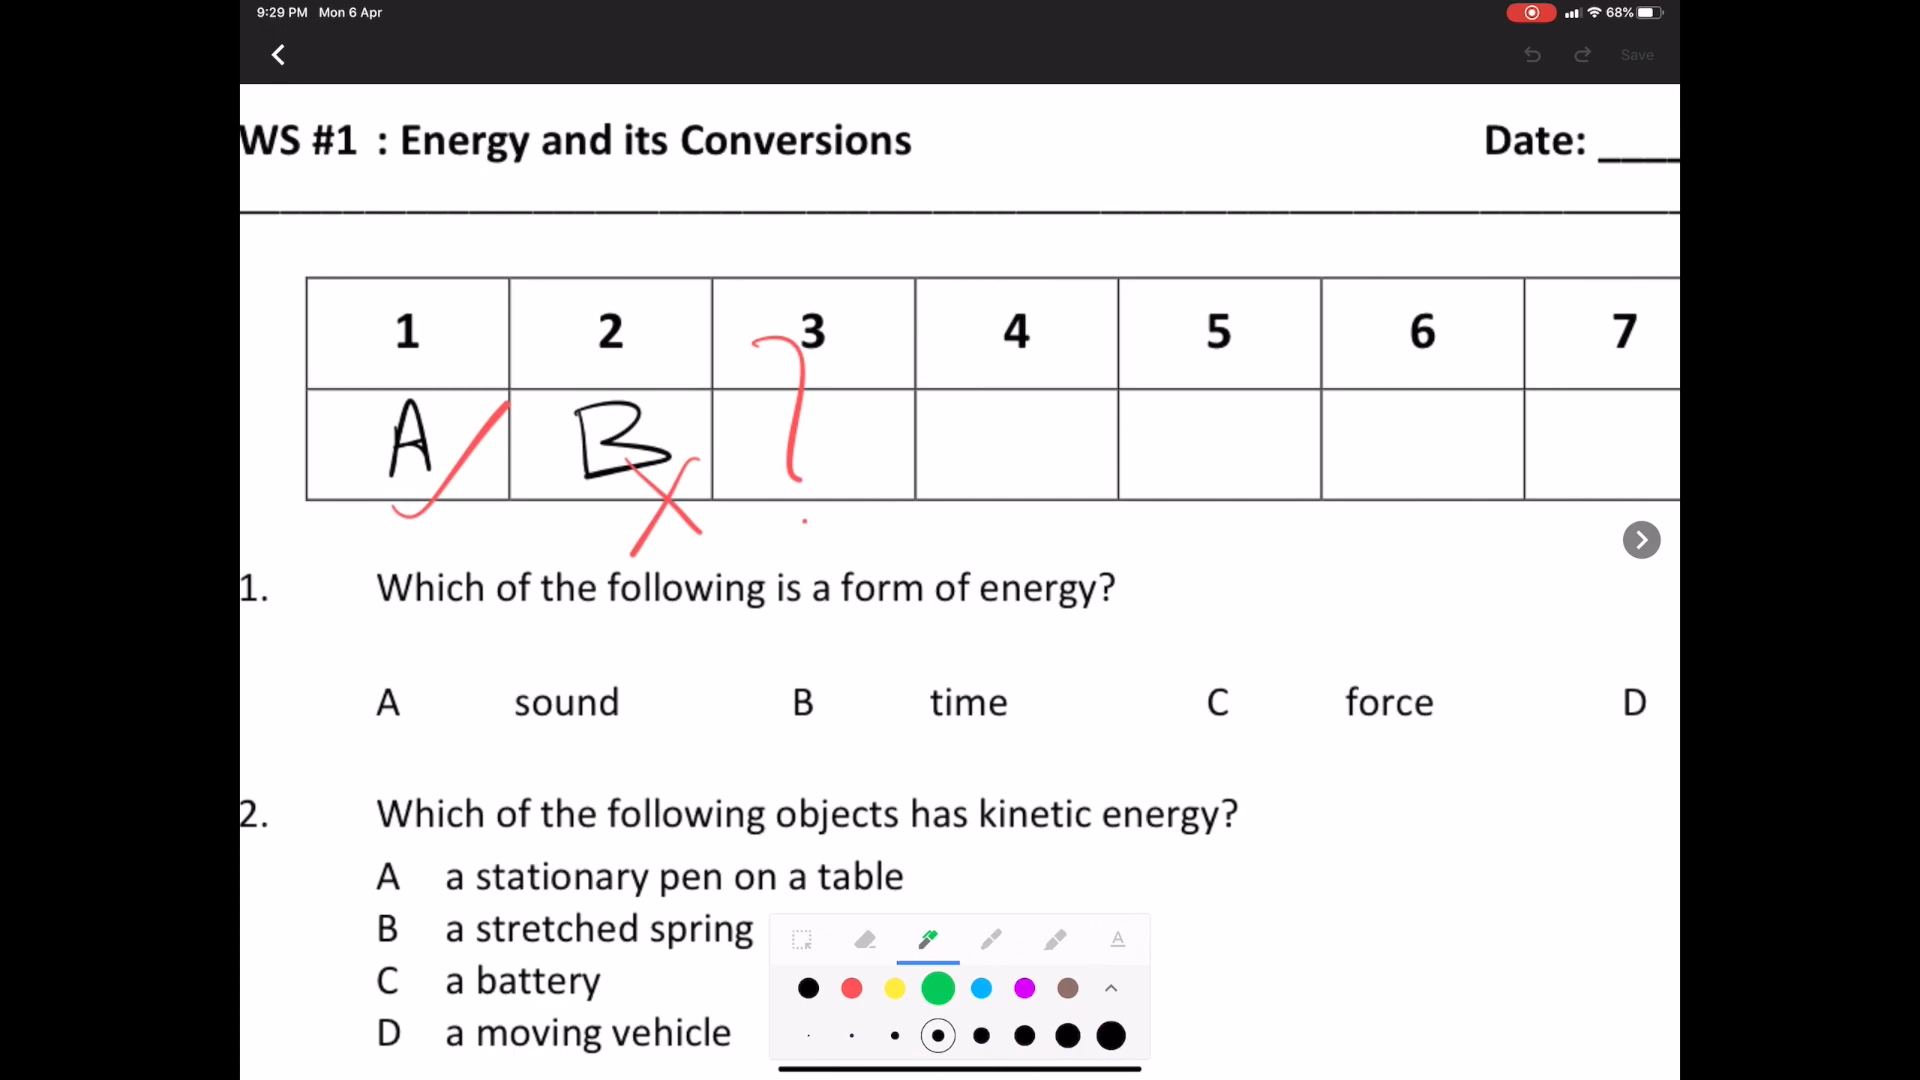 9:29 PM Mon 6 Apr 68%
Save
WS #1 : Energy and its Conversions Date: ____
1 2 3 4 5 6 7
A B ?
1. Which of the following is a form of energy?
A sound B time C force D
2. Which of the following objects has kinetic energy?
A a stationary pen on a table
B a stretched spring
C a battery
D a moving vehicle
A